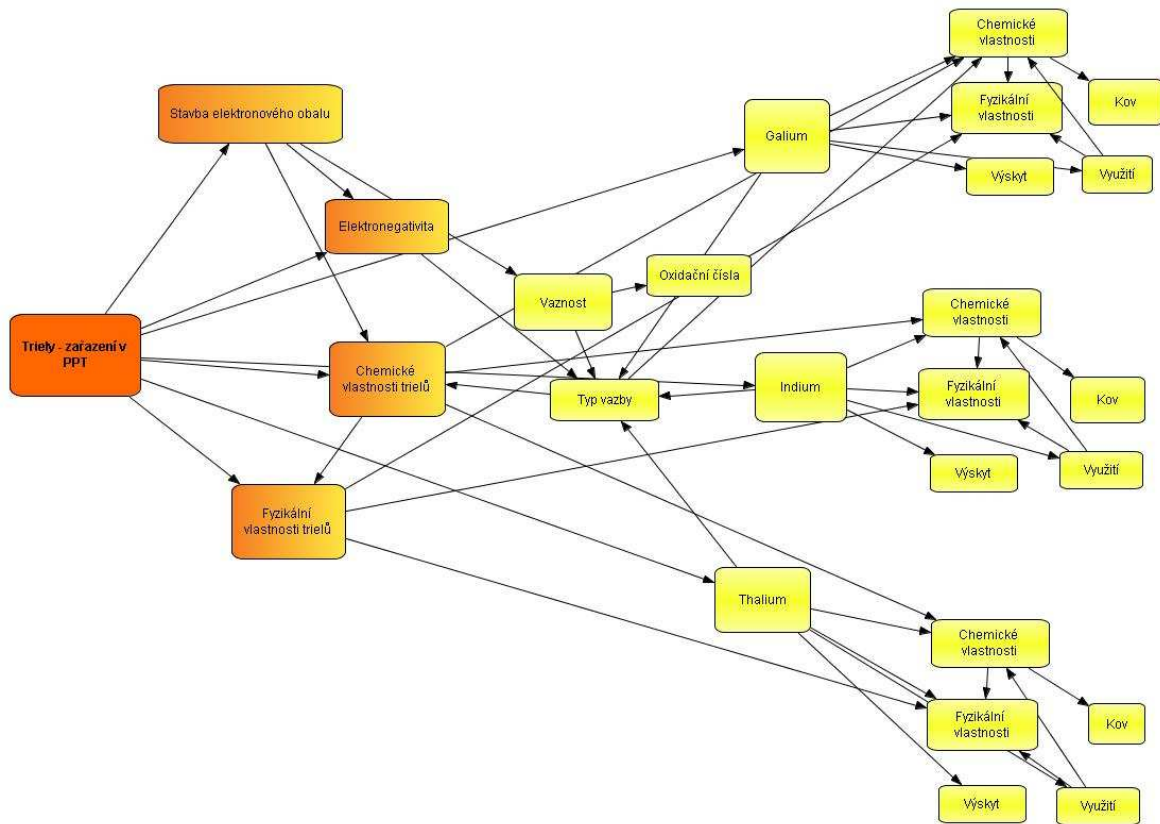 Chemické
vlastnosti
Stavba elektronového obalu
Fyzikální
vlastnosti
Kov
Galium
Výskyt
Využití
Elektronegativita
Oxidační čísla
Vaznost
Chemické
vlastnosti
Triely - zařazení v
PPT
Chemické
vlastnosti trielů
Typ vazby
Indium
Fyzikální
vlastnosti
Kov
Výskyt
Využití
Fyzikální
vlastnosti trielů
Thalium
Chemické
vlastnosti
Fyzikální
vlastnosti
Kov
Výskyt
Využití